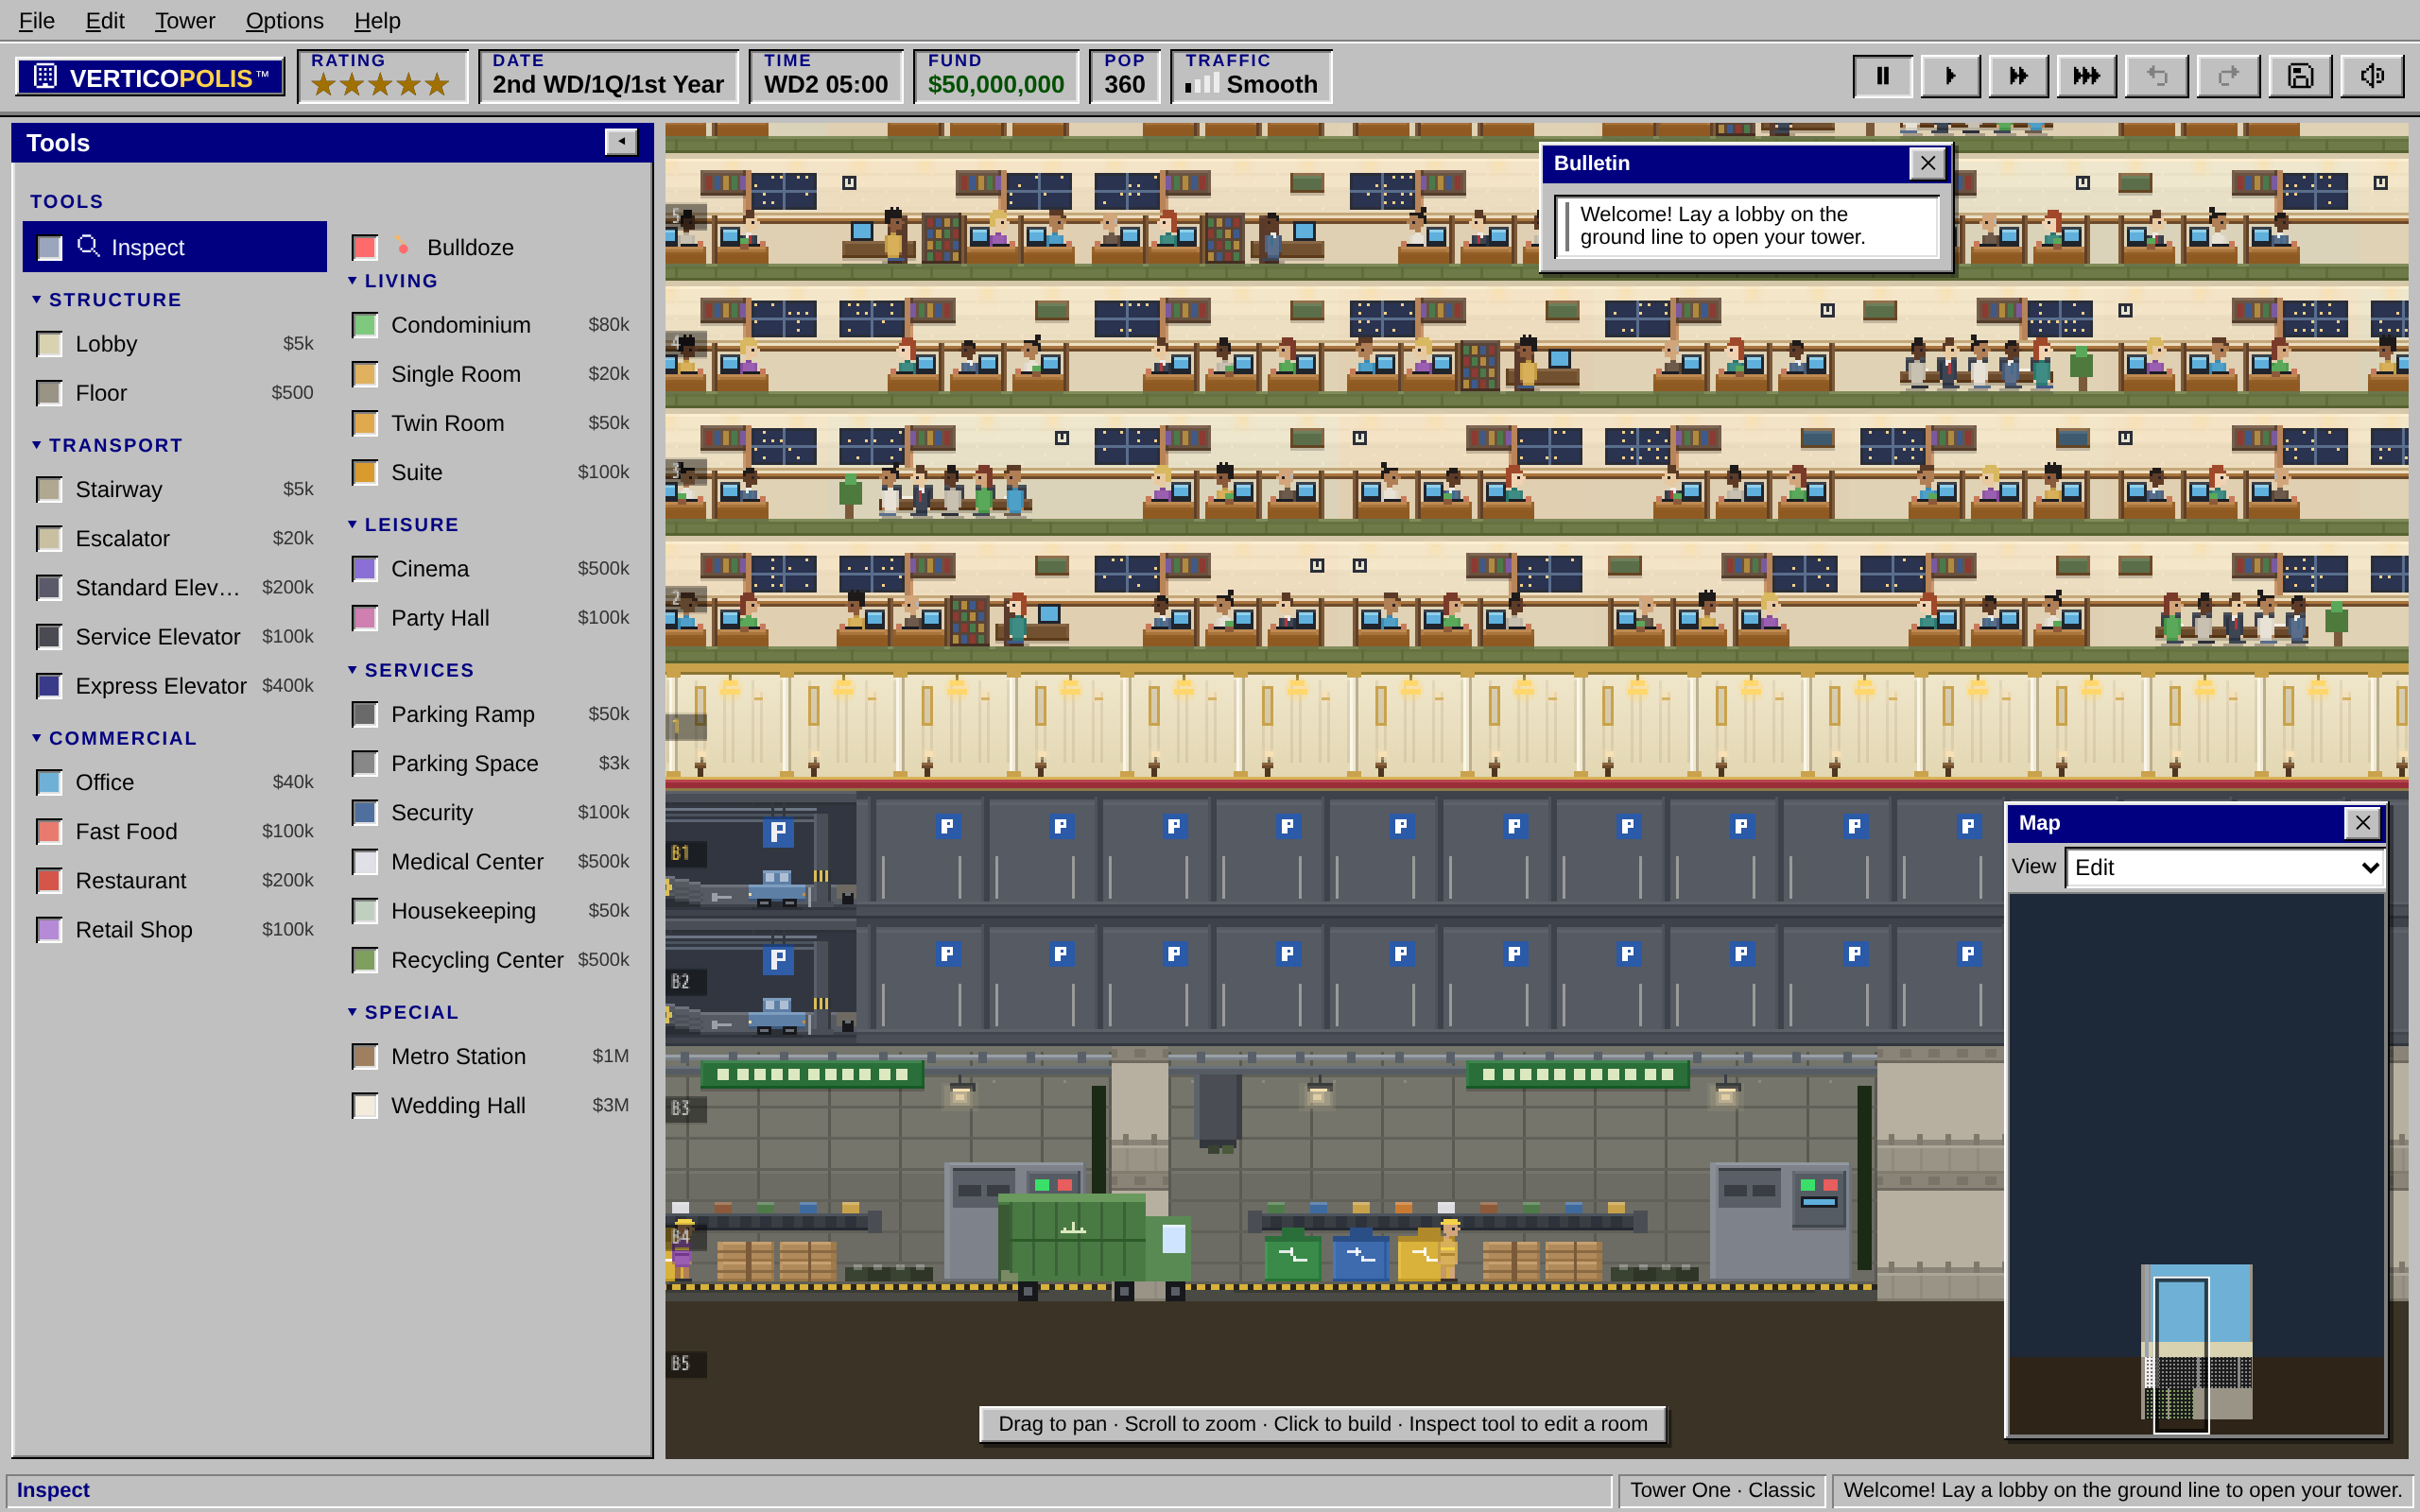 File Edit Tower Options Help
VERTICOPOLIS™
RATING
DATE
2nd WD/1Q/1st Year
TIME
WD2 05:00
FUND
$50,000,000
POP
360
TRAFFIC
Smooth
Tools
TOOLS
Inspect
Bulldoze
STRUCTURE
Lobby $5k
Floor $500
TRANSPORT
Stairway $5k
Escalator $20k
Standard Elev… $200k
Service Elevator $100k
Express Elevator $400k
COMMERCIAL
Office $40k
Fast Food $100k
Restaurant $200k
Retail Shop $100k
LIVING
Condominium $80k
Single Room $20k
Twin Room $50k
Suite $100k
LEISURE
Cinema $500k
Party Hall $100k
SERVICES
Parking Ramp $50k
Parking Space $3k
Security $100k
Medical Center $500k
Housekeeping $50k
Recycling Center $500k
SPECIAL
Metro Station $1M
Wedding Hall $3M
Bulletin
Welcome! Lay a lobby on the
ground line to open your tower.
5
4
3
2
1
B1
P P P P P P P P P P P
B2
P P P P P P P P P P P
B3
B4
B5
Map
View Edit
Drag to pan · Scroll to zoom · Click to build · Inspect tool to edit a room
Inspect
Tower One · Classic
Welcome! Lay a lobby on the ground line to open your tower.